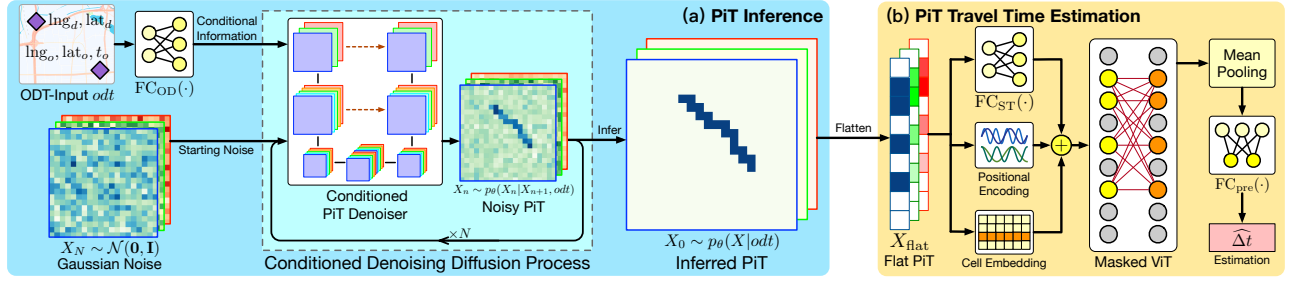 (a) PiT Inference
lng_d, lat_d
lng_o, lat_o, t_o
ODT-Input odt
FC_OD(·)
Conditional
Information
X_N ∼ 𝒩(0, I)
Gaussian Noise
Starting Noise
Conditioned
PiT Denoiser
X_n ∼ p_θ(X_n|X_{n+1}, odt)
Noisy PiT
×N
Conditioned Denoising Diffusion Process
Infer
X_0 ∼ p_θ(X|odt)
Inferred PiT
Flatten
(b) PiT Travel Time Estimation
X_flat
Flat PiT
FC_ST(·)
Positional
Encoding
Cell Embedding
+
Masked ViT
Mean
Pooling
FC_pre(·)
\widehat{Δt}
Estimation